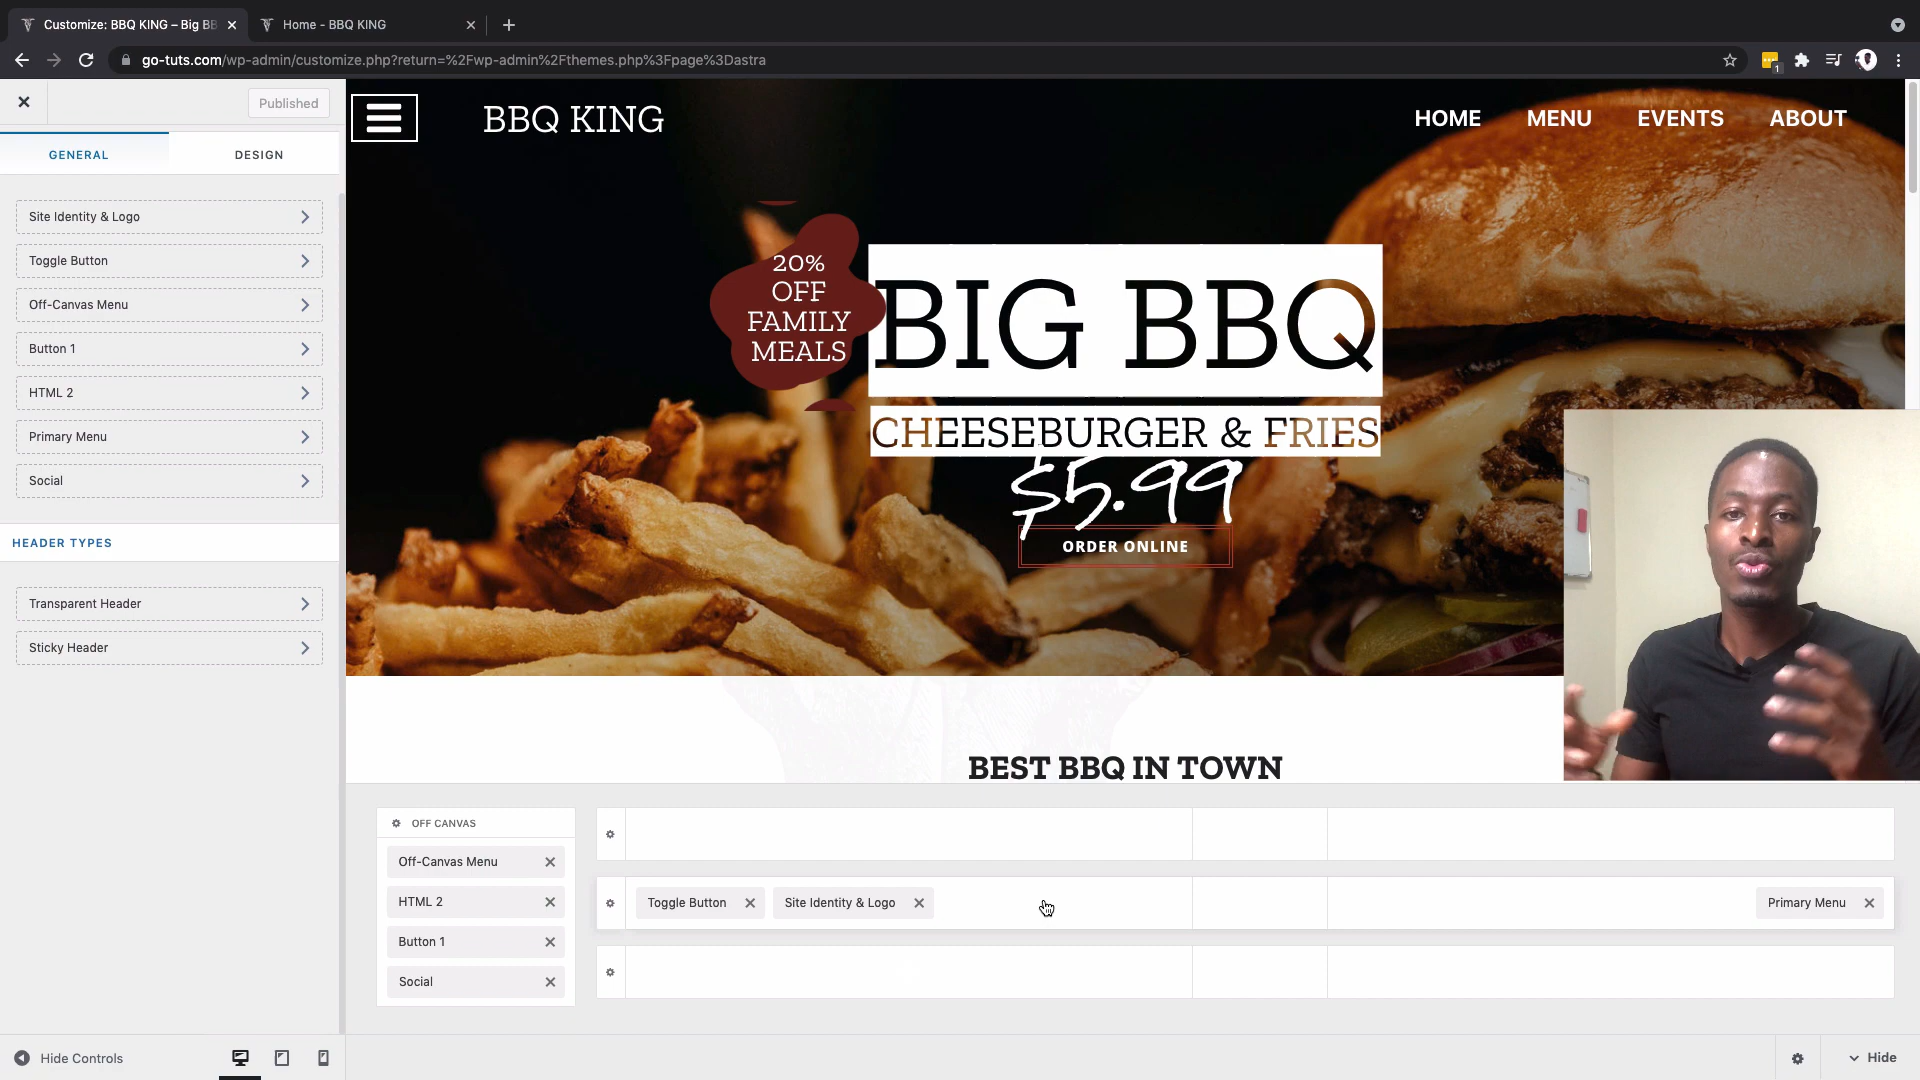 Customize: BBQ KING – Big BB
Home - BBQ KING
go-tuts.com/wp-admin/customize.php?return=%2Fwp-admin%2Fthemes.php%3Fpage%3Dastra
1
Published
GENERAL
DESIGN
Site Identity & Logo
Toggle Button
Off-Canvas Menu
Button 1
HTML 2
Primary Menu
Social
HEADER TYPES
Transparent Header
Sticky Header
Hide Controls
BBQ KING
HOME
MENU
EVENTS
ABOUT
20%
OFF
FAMILY
MEALS
BIG BBQ
CHEESEBURGER & FRIES
$5.99
ORDER ONLINE
BEST BBQ IN TOWN
OFF CANVAS
Off-Canvas Menu
HTML 2
Button 1
Social
Toggle Button
Site Identity & Logo
Primary Menu
Hide